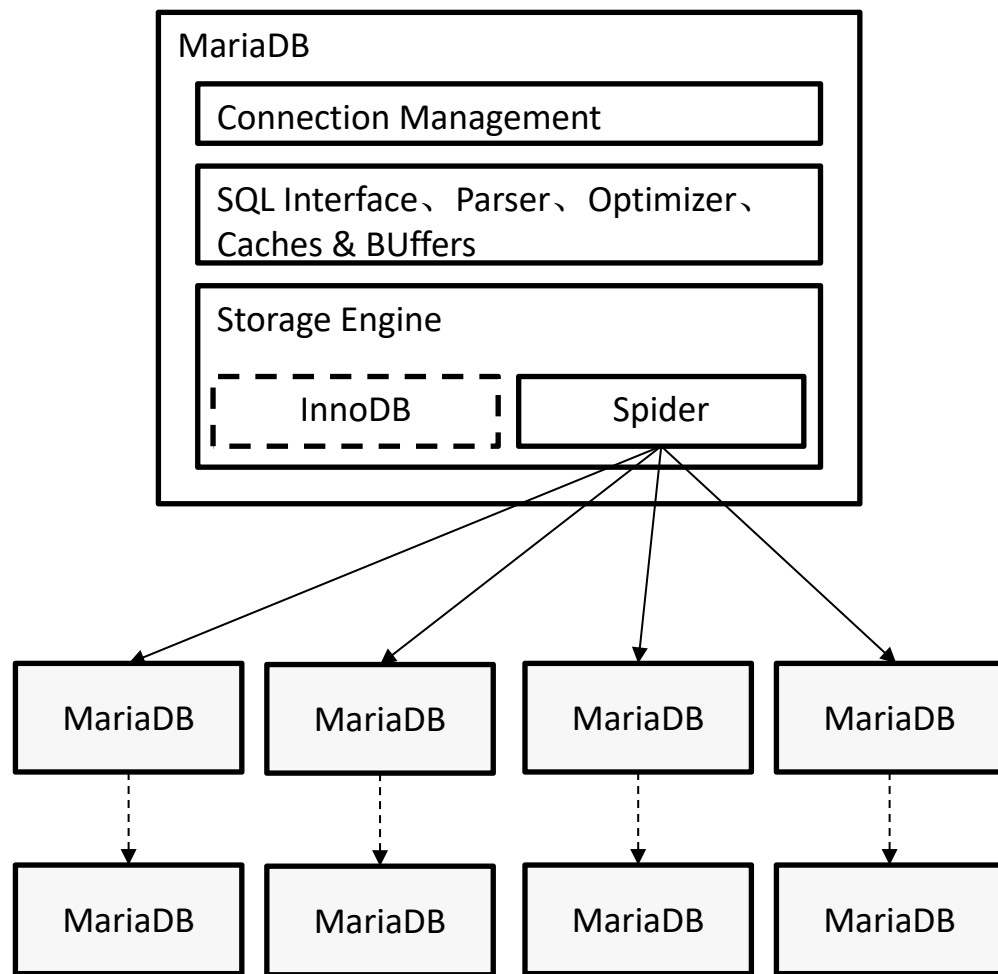 MariaDB
Connection Management
SQL Interface、Parser、Optimizer、
Caches & BUffers
Storage Engine
InnoDB
Spider
MariaDB
MariaDB
MariaDB
MariaDB
MariaDB
MariaDB
MariaDB
MariaDB